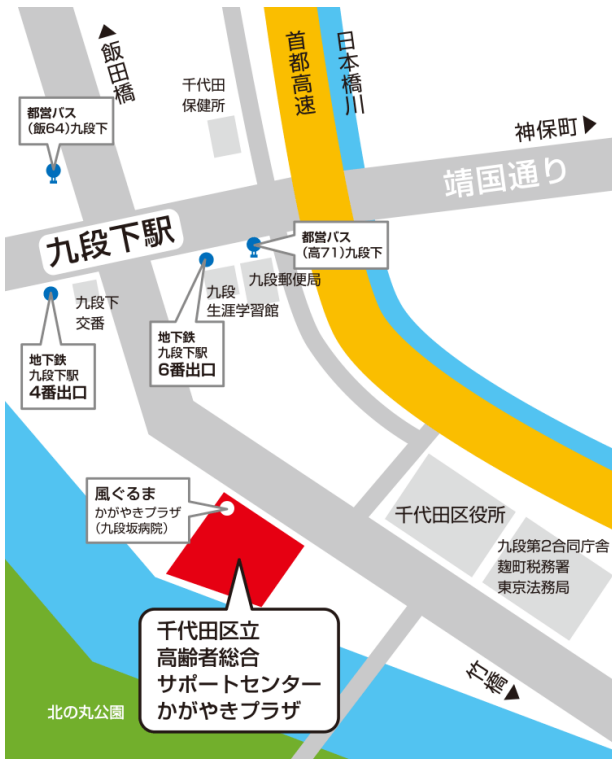 ▲飯田橋
首都高速
日本橋川
千代田
保健所
都営バス
(飯64)九段下
神保町▶
靖国通り
九段下駅
都営バス
(高71)九段下
九段郵便局
九段
生涯学習館
九段下
交番
地下鉄
九段下駅
6番出口
地下鉄
九段下駅
4番出口
風ぐるま
かがやきプラザ
(九段坂病院)
千代田区役所
九段第2合同庁舎
麹町税務署
東京法務局
千代田区立
高齢者総合
サポートセンター
かがやきプラザ
竹橋▶
北の丸公園